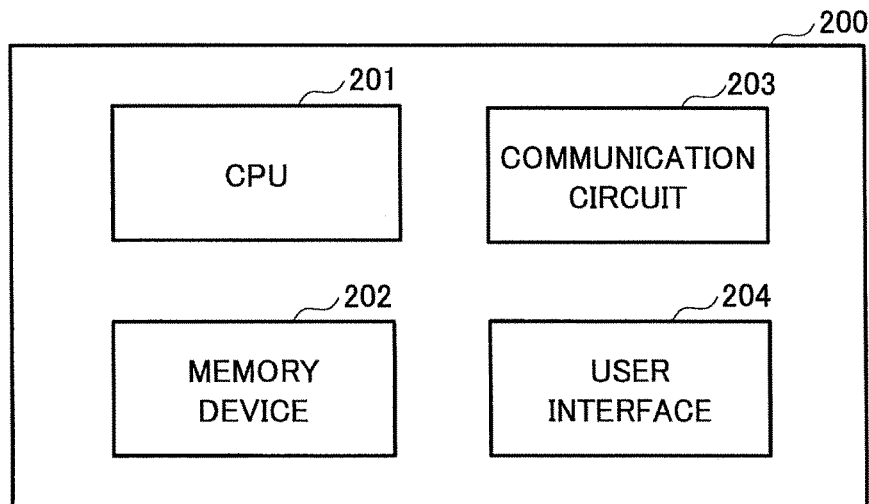 200
201
CPU
203
COMMUNICATION
CIRCUIT
202
MEMORY
DEVICE
204
USER
INTERFACE